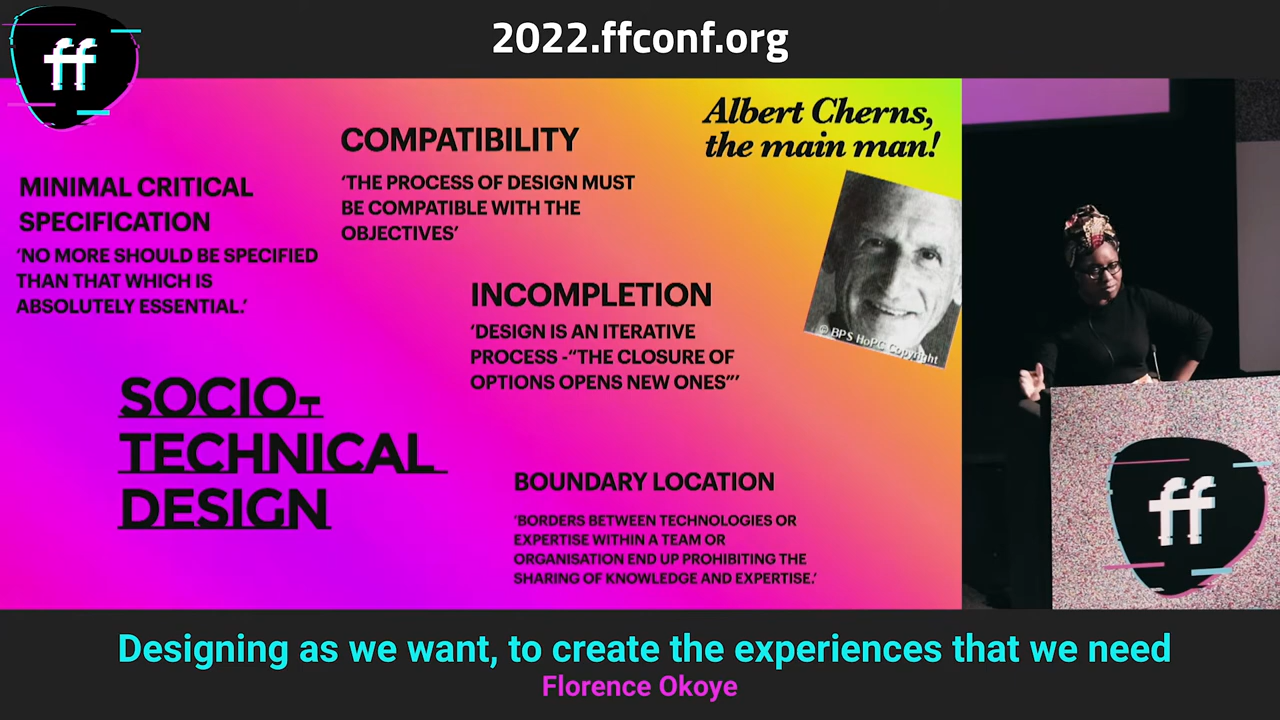 2022.ffconf.org
ff
Albert Cherns,
the main man!
COMPATIBILITY
‘THE PROCESS OF DESIGN MUST
BE COMPATIBLE WITH THE
OBJECTIVES’
MINIMAL CRITICAL
SPECIFICATION
‘NO MORE SHOULD BE SPECIFIED
THAN THAT WHICH IS
ABSOLUTELY ESSENTIAL.’
INCOMPLETION
‘DESIGN IS AN ITERATIVE
PROCESS -“THE CLOSURE OF
OPTIONS OPENS NEW ONES”’
© BPS HoPC Copyright
SOCIO-
TECHNICAL
DESIGN
BOUNDARY LOCATION
‘BORDERS BETWEEN TECHNOLOGIES OR
EXPERTISE WITHIN A TEAM OR
ORGANISATION END UP PROHIBITING THE
SHARING OF KNOWLEDGE AND EXPERTISE.’
ff
Designing as we want, to create the experiences that we need
Florence Okoye